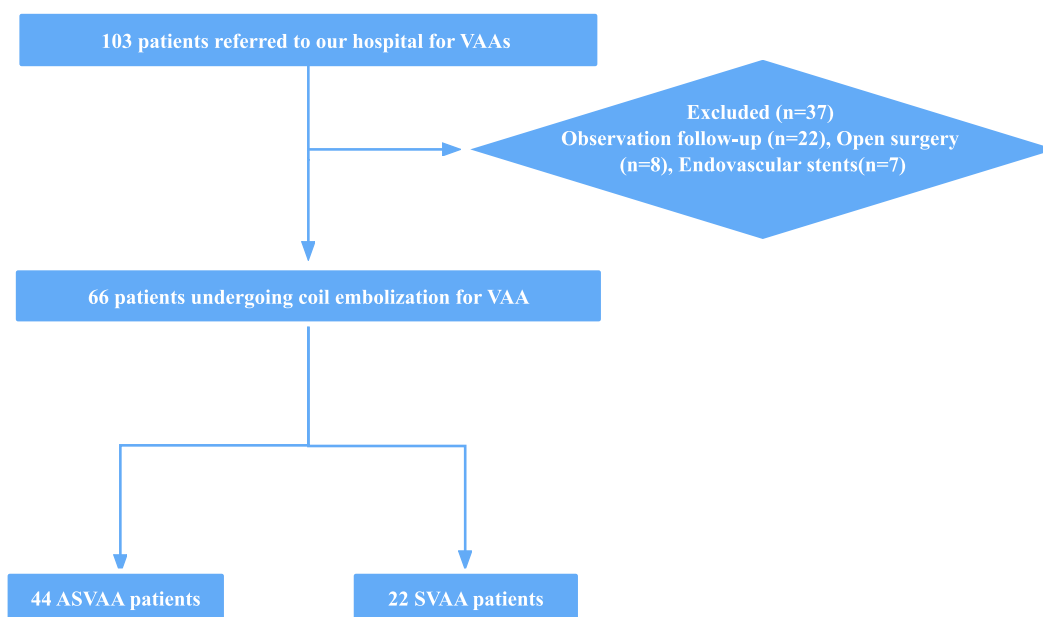 103 patients referred to our hospital for VAAs
Excluded (n=37)
Observation follow-up (n=22), Open surgery
(n=8), Endovascular stents(n=7)
66 patients undergoing coil embolization for VAA
44 ASVAA patients
22 SVAA patients